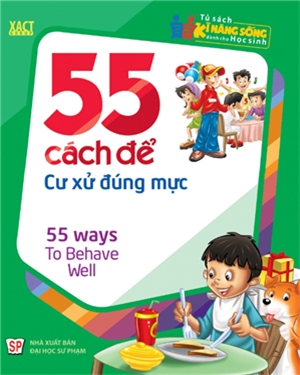 XACT
Tủ sách
KĨ NĂNG SỐNG
dành cho Học sinh
55
cách để
Cư xử đúng mực
55 ways
To Behave
Well
SP
NHÀ XUẤT BẢN
ĐẠI HỌC SƯ PHẠM